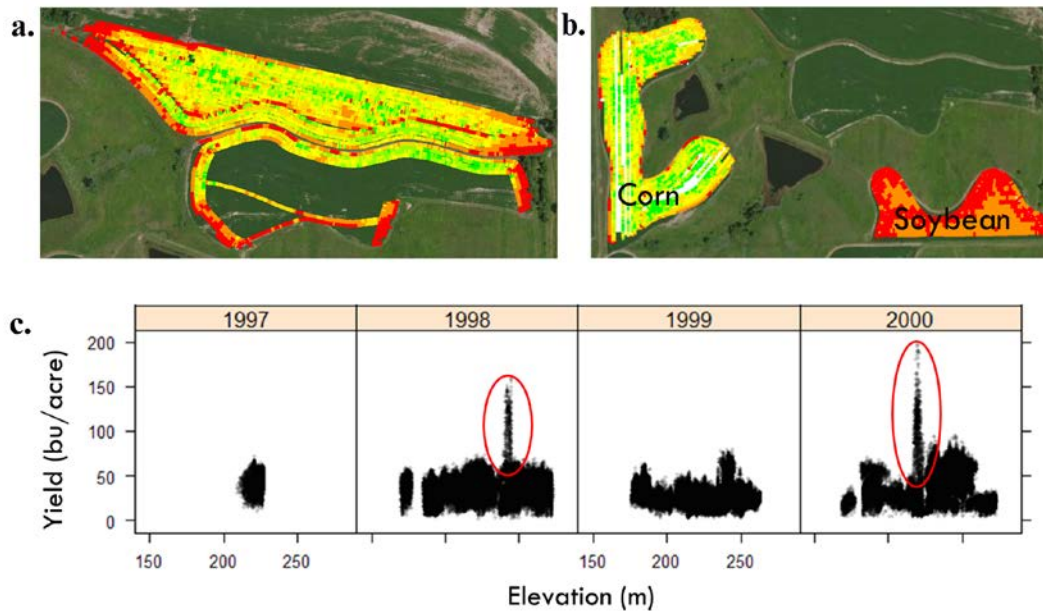 a.
b.
Corn
Soybean
c.
1997 1998 1999 2000
200
150
100
50
0
Yield (bu/acre)
150 200 250 150 200 250
Elevation (m)